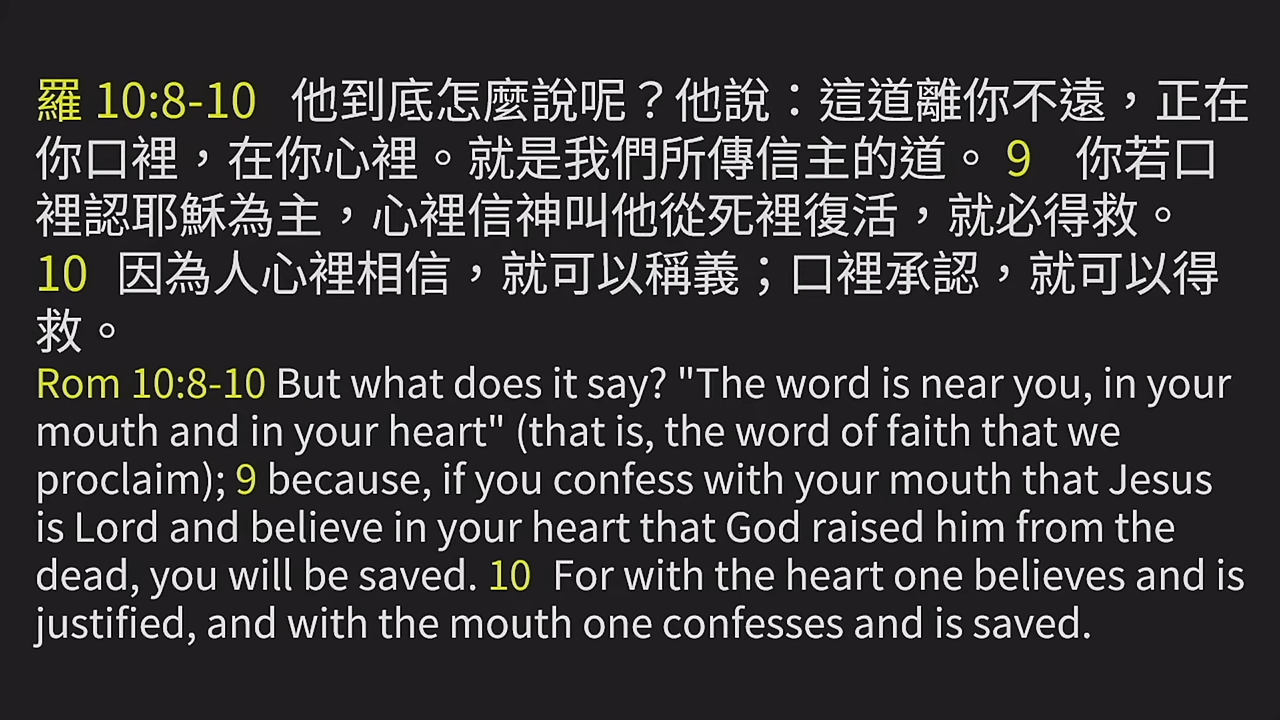 羅 10:8-10 他到底怎麼說呢？他說：這道離你不遠，正在
你口裡，在你心裡。就是我們所傳信主的道。 9 你若口
裡認耶穌為主，心裡信神叫他從死裡復活，就必得救。
10 因為人心裡相信，就可以稱義；口裡承認，就可以得
救。
Rom 10:8-10 But what does it say? "The word is near you, in your
mouth and in your heart" (that is, the word of faith that we
proclaim); 9 because, if you confess with your mouth that Jesus
is Lord and believe in your heart that God raised him from the
dead, you will be saved. 10 For with the heart one believes and is
justified, and with the mouth one confesses and is saved.